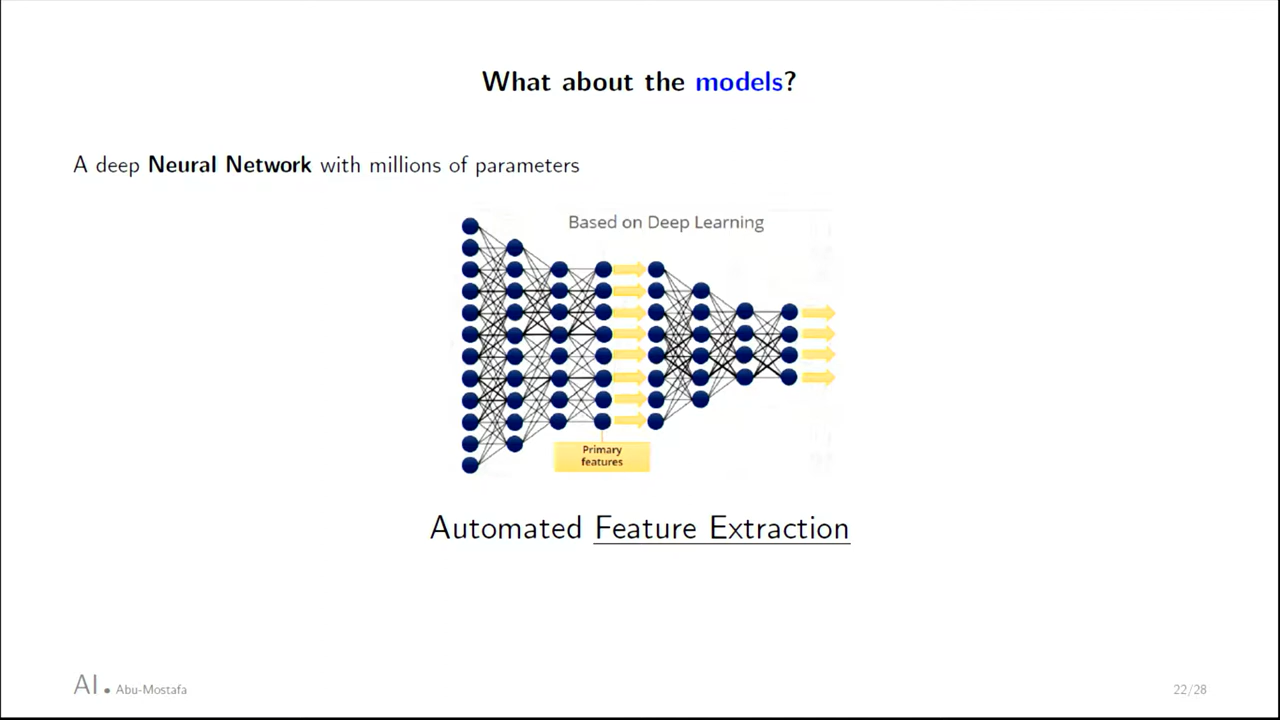 What about the models?
A deep Neural Network with millions of parameters
Based on Deep Learning
Primary
features
Automated Feature Extraction
AI. Abu-Mostafa
22/28